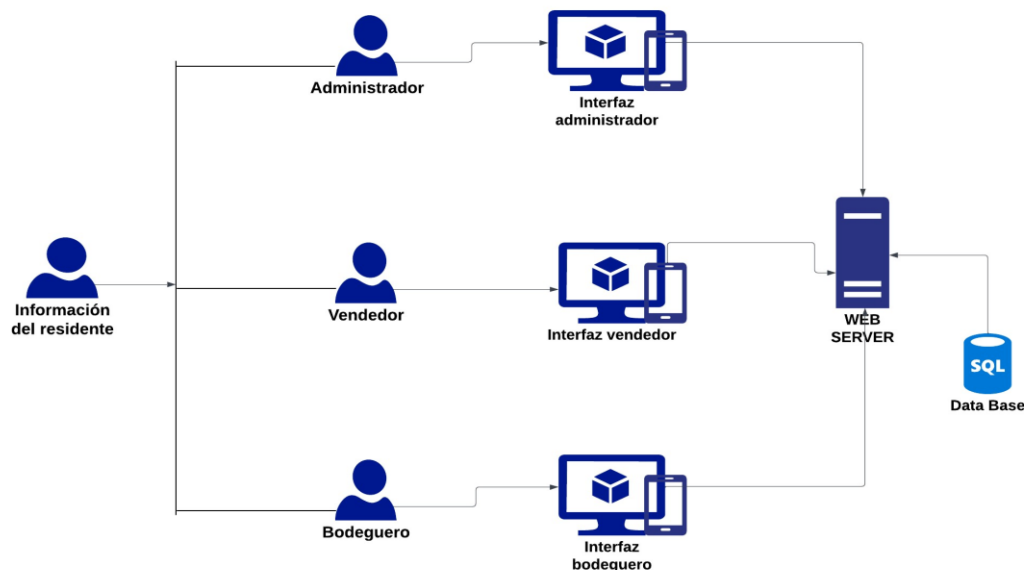 Administrador
Interfaz
administrador
Información
del residente
Vendedor
Interfaz vendedor
WEB
SERVER
SQL
Data Base
Bodeguero
Interfaz
bodeguero